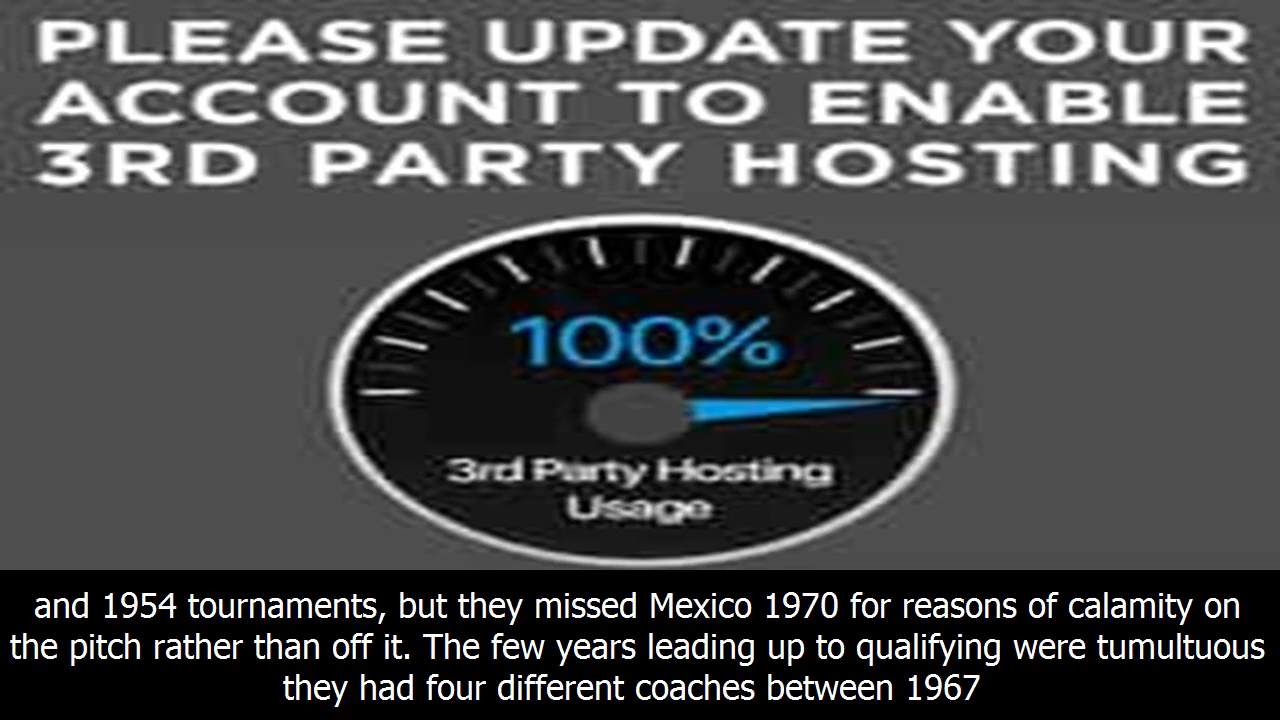 PLEASE UPDATE YOUR
ACCOUNT TO ENABLE
3RD PARTY HOSTING
100%
3rd Party Hosting
Usage
and 1954 tournaments, but they missed Mexico 1970 for reasons of calamity on
the pitch rather than off it. The few years leading up to qualifying were tumultuous
they had four different coaches between 1967